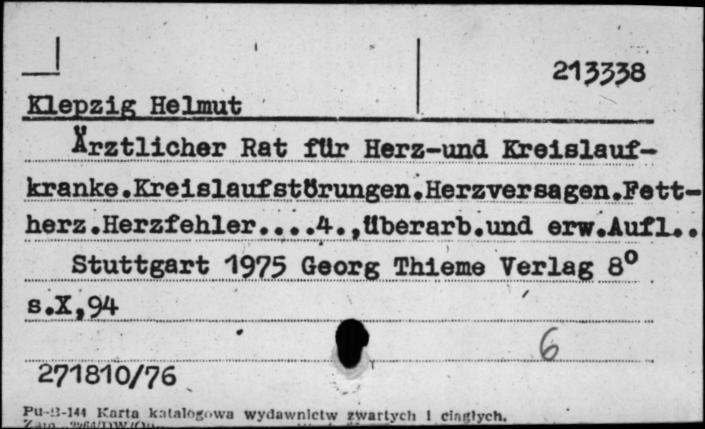 213338
Klepzig Helmut
Ärztlicher Rat für Herz-und Kreislauf-
kranke.Kreislaufstörungen.Herzversagen.Fett-
herz.Herzfehler....4.,überarb.und erw.Aufl..
Stuttgart 1975 Georg Thieme Verlag 8°
s.X,94
6
271810/76
Pu-B-144 Karta katalogowa wydawnictw zwartych i ciągłych.